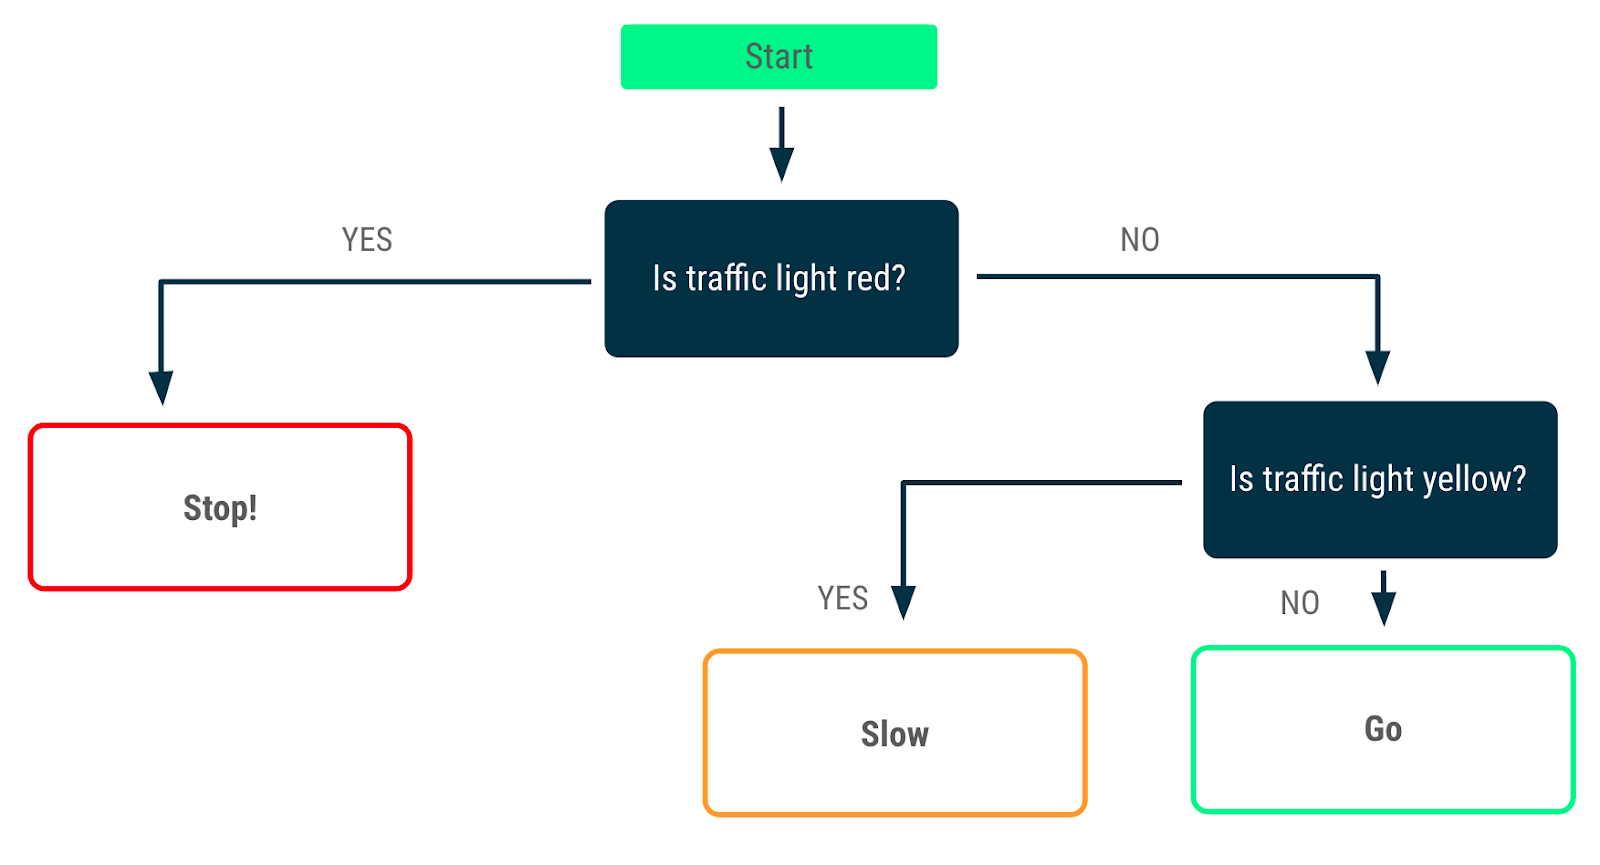 Start
YES
NO
Is traffic light red?
Is traffic light yellow?
Stop!
YES
NO
Slow
Go